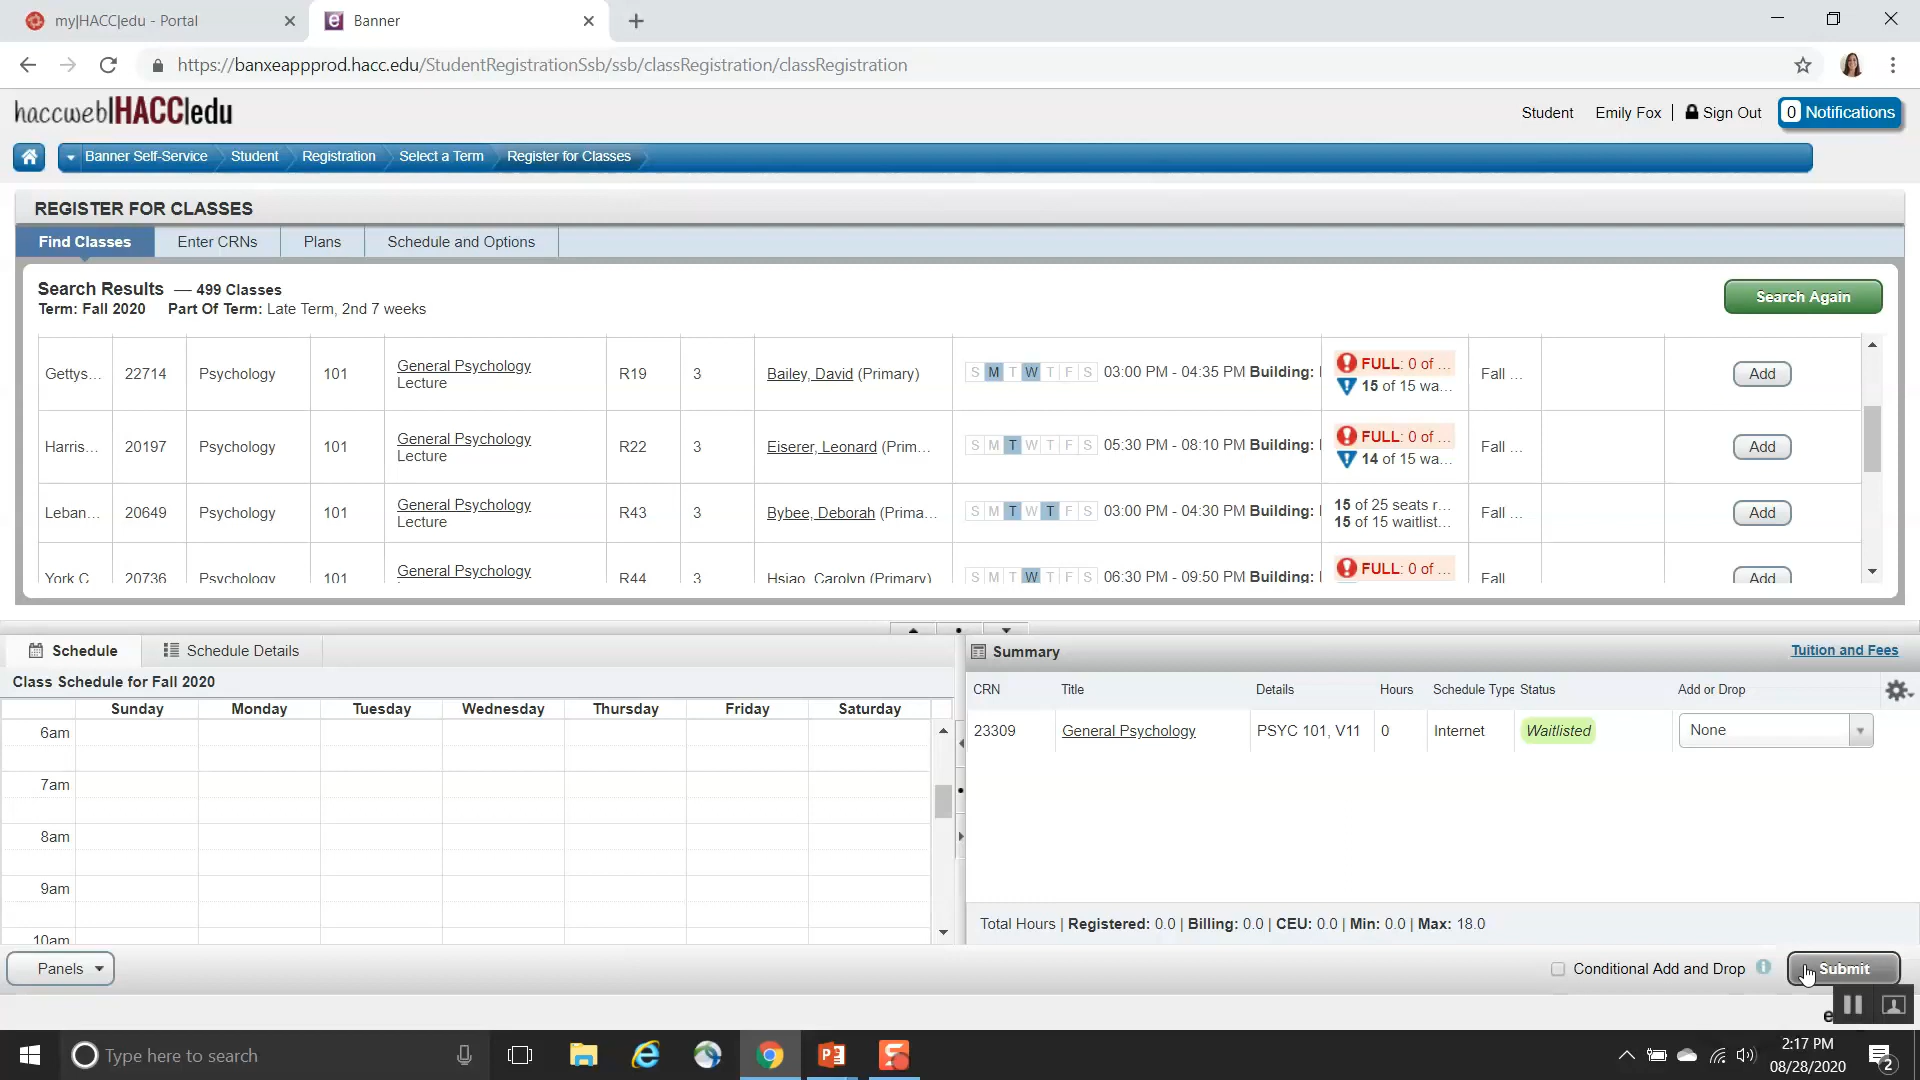 my|HACC|edu - Portal
Banner
https://banxeappprod.hacc.edu/StudentRegistrationSsb/ssb/classRegistration/classRegistration
haccweb|HACC|edu
Student Emily Fox Sign Out 0 Notifications
Banner Self-Service Student Registration Select a Term Register for Classes
REGISTER FOR CLASSES
Find Classes Enter CRNs Plans Schedule and Options
Search Results — 499 Classes
Search Again
Term: Fall 2020 Part Of Term: Late Term, 2nd 7 weeks
Gettys... 22714 Psychology 101 General Psychology Lecture R19 3 Bailey, David (Primary) S M T W T F S 03:00 PM - 04:35 PM Building: FULL: 0 of ... 15 of 15 wa... Fall ... Add
Harris... 20197 Psychology 101 General Psychology Lecture R22 3 Eiserer, Leonard (Prim... S M T W T F S 05:30 PM - 08:10 PM Building: FULL: 0 of ... 14 of 15 wa... Fall ... Add
Leban... 20649 Psychology 101 General Psychology Lecture R43 3 Bybee, Deborah (Prima... S M T W T F S 03:00 PM - 04:30 PM Building: 15 of 25 seats r... 15 of 15 waitlist... Fall ... Add
York C 20736 Psychology 101 General Psychology R44 3 Hsiao, Carolyn (Primary) S M T W T F S 06:30 PM - 09:50 PM Building: FULL: 0 of ... Fall Add
Schedule Schedule Details
Class Schedule for Fall 2020
Sunday Monday Tuesday Wednesday Thursday Friday Saturday
6am
7am
8am
9am
10am
Summary Tuition and Fees
CRN Title Details Hours Schedule Type Status Add or Drop
23309 General Psychology PSYC 101, V11 0 Internet Waitlisted None
Total Hours | Registered: 0.0 | Billing: 0.0 | CEU: 0.0 | Min: 0.0 | Max: 18.0
Panels
Conditional Add and Drop Submit
Type here to search
2:17 PM
08/28/2020
2